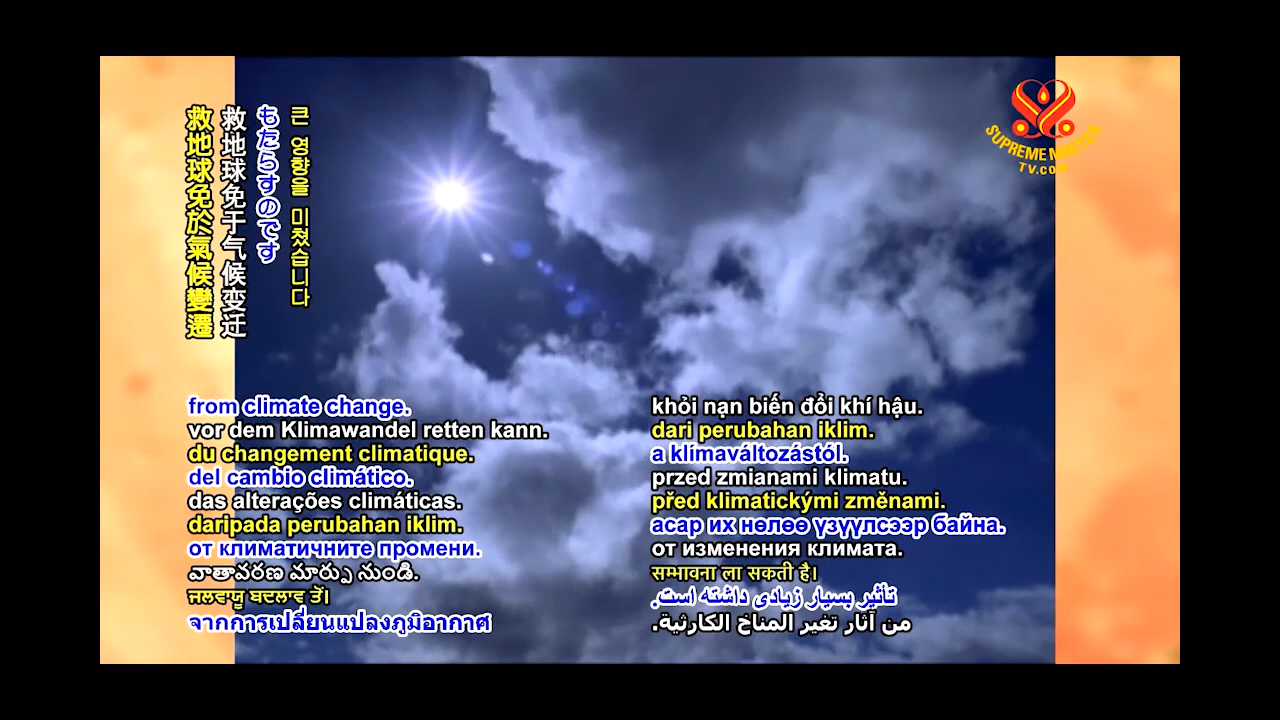 큰 영향을 미쳤습니다
もたらすのです
救地球免于气候变迁
救地球免於氣候變遷
SUPREME MASTER
TV.COM
from climate change.
vor dem Klimawandel retten kann.
du changement climatique.
del cambio climático.
das alterações climáticas.
daripada perubahan iklim.
от климатичните промени.
వాతావరణ మార్పు నుండి.
ਜਲਵਾਯੂ ਬਦਲਾਵ ਤੋਂ।
จากการเปลี่ยนแปลงภูมิอากาศ
khỏi nạn biến đổi khí hậu.
dari perubahan iklim.
a klímaváltozástól.
przed zmianami klimatu.
před klimatickými změnami.
асар их нөлөө үзүүлсээр байна.
от изменения климата.
सम्भावना ला सकती है।
تأثیر بسیار زیادی داشته است.
من آثار تغير المناخ الكارثية.